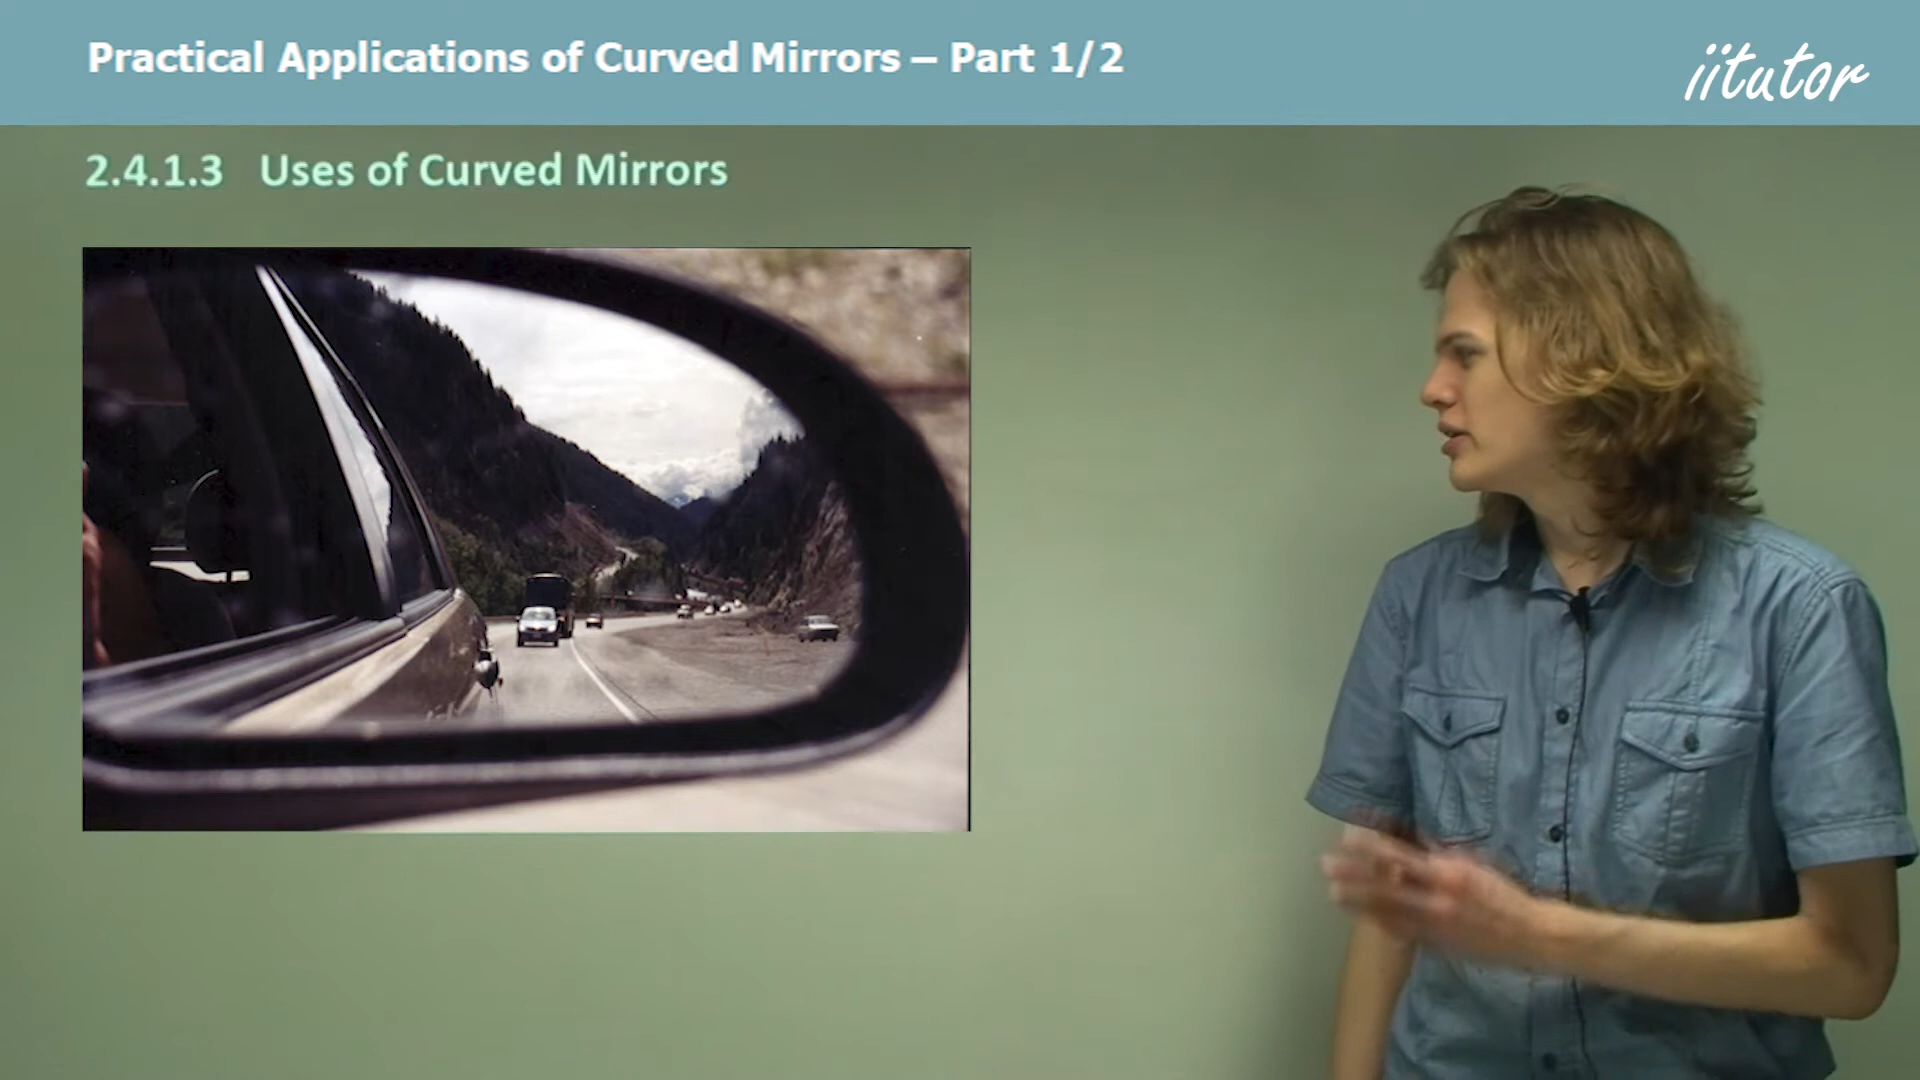 Practical Applications of Curved Mirrors – Part 1/2
iitutor
2.4.1.3 Uses of Curved Mirrors